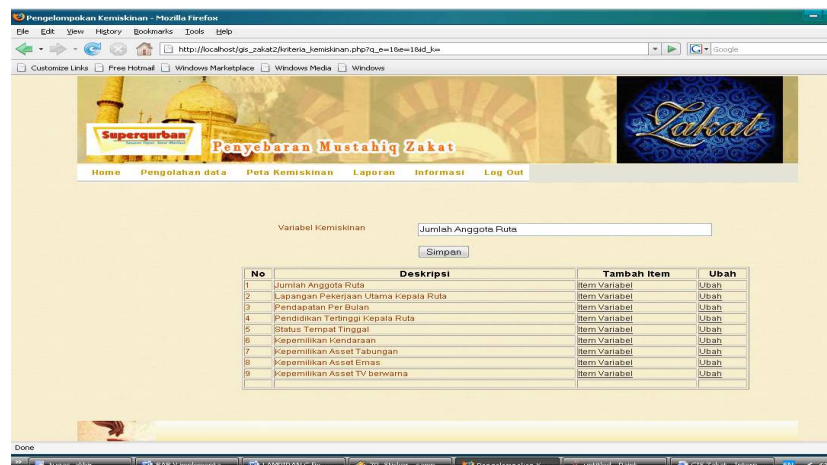 Pengelompokan Kemiskinan - Mozilla Firefox
File Edit View History Bookmarks Tools Help
http://localhost/gis_zakat2/kriteria_kemiskinan.php?q_e=1&e=1&id_k=
Google
Customize Links Free Hotmail Windows Marketplace Windows Media Windows
Superqurban
Penyebaran Mustahiq Zakat
Zakat
Home Pengolahan data Peta Kemiskinan Laporan Informasi Log Out
Variabel Kemiskinan Jumlah Anggota Ruta
Simpan
No Deskripsi Tambah Item Ubah
1 Jumlah Anggota Ruta Item Variabel Ubah
2 Lapangan Pekerjaan Utama Kepala Ruta Item Variabel Ubah
3 Pendapatan Per Bulan Item Variabel Ubah
4 Pendidikan Tertinggi Kepala Ruta Item Variabel Ubah
5 Status Tempat Tinggal Item Variabel Ubah
6 Kepemilikan Kendaraan Item Variabel Ubah
7 Kepemilikan Asset Tabungan Item Variabel Ubah
8 Kepemilikan Asset Emas Item Variabel Ubah
9 Kepemilikan Asset TV berwarna Item Variabel Ubah
Done